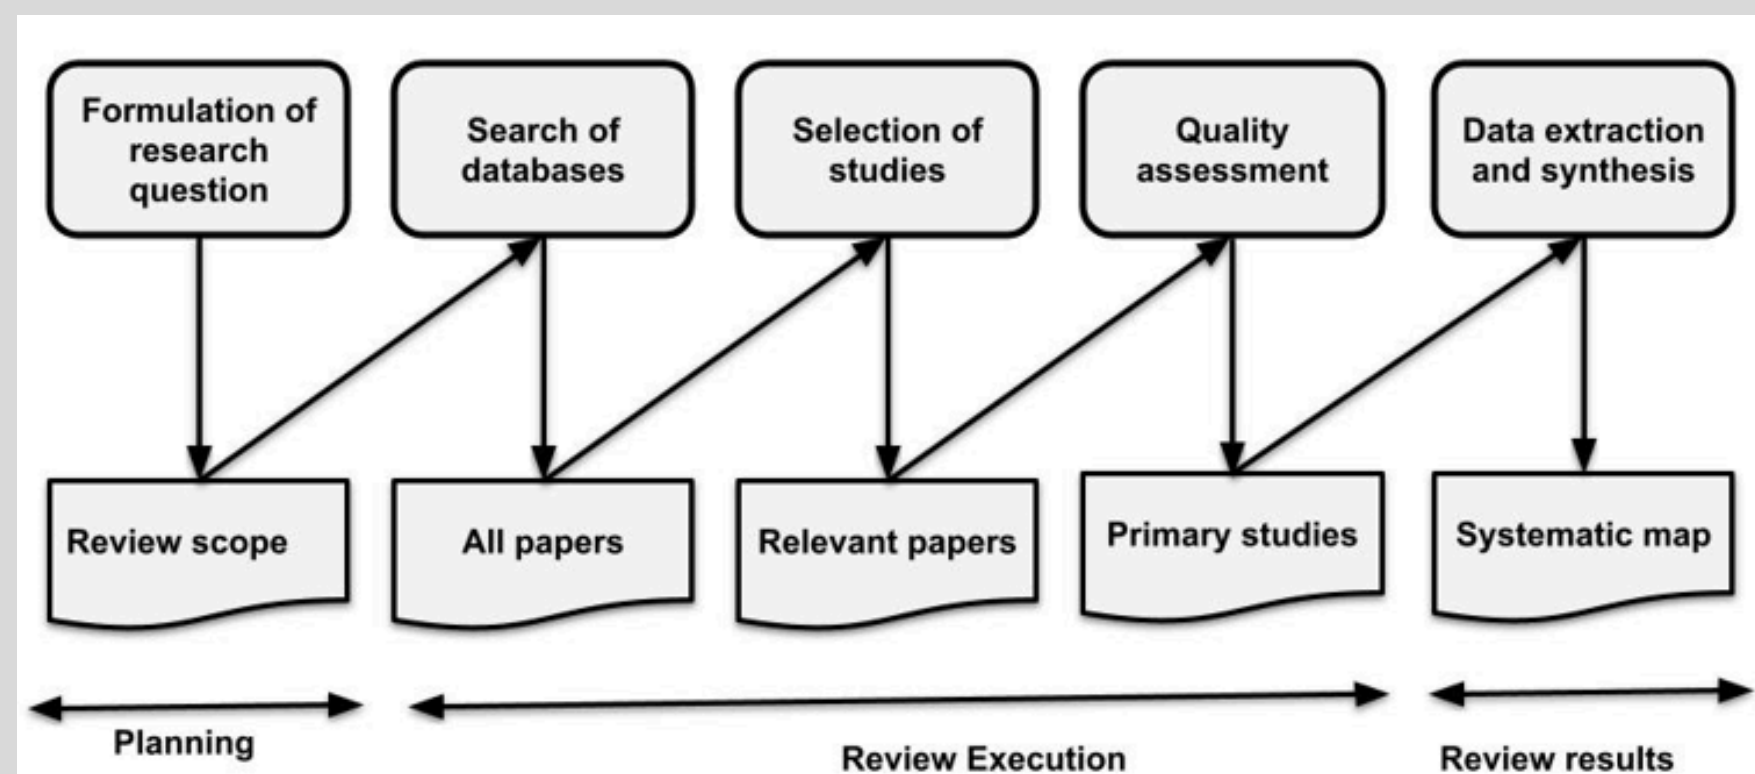 Formulation of
research
question
Search of
databases
Selection of
studies
Quality
assessment
Data extraction
and synthesis
Review scope
All papers
Relevant papers
Primary studies
Systematic map
Planning
Review Execution
Review results